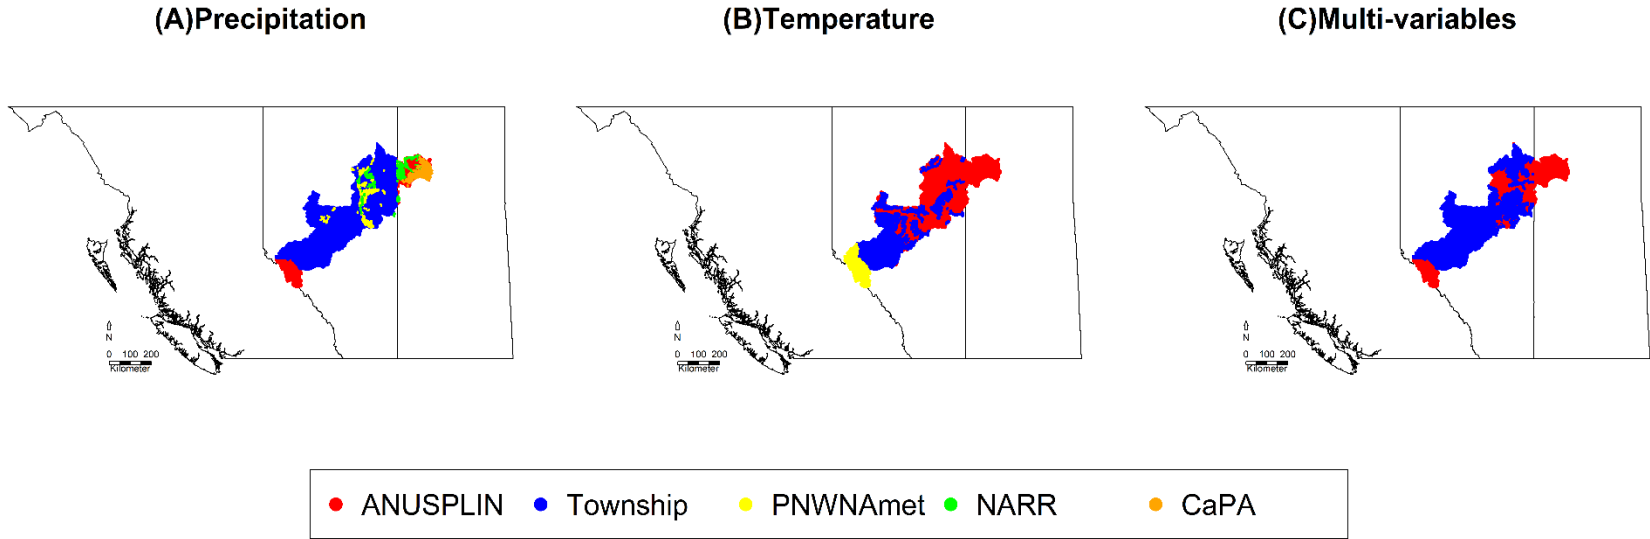 (A)Precipitation
(B)Temperature
(C)Multi-variables
N
0 100 200
Kilometer
N
0 100 200
Kilometer
N
0 100 200
Kilometer
ANUSPLIN Township PNWNAmet NARR CaPA